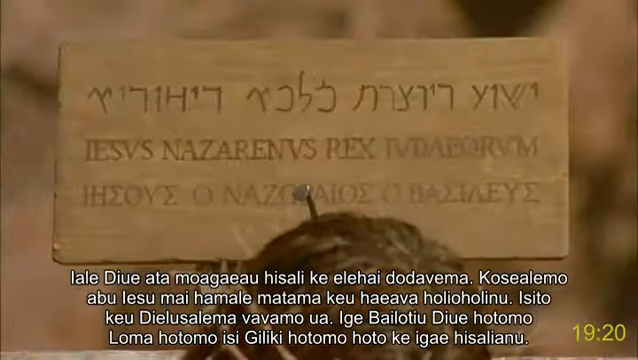 ישוע
IESVS NAZARENVS REX IVDAEORVM
ΙΗΣΟΥΣ Ο ΝΑΖΩΡΑΙΟΣ Ο ΒΑΣΙΛΕΥΣ
Iale Diue ata moagaeau hisali ke elehai dodavema. Kosealemo
abu Iesu mai hamale matama keu haeava holioholinu. Isito
keu Dielusalema vavamo ua. Ige Bailotiu Diue hotomo
Loma hotomo isi Giliki hotomo hoto ke igae hisalianu.
19:20